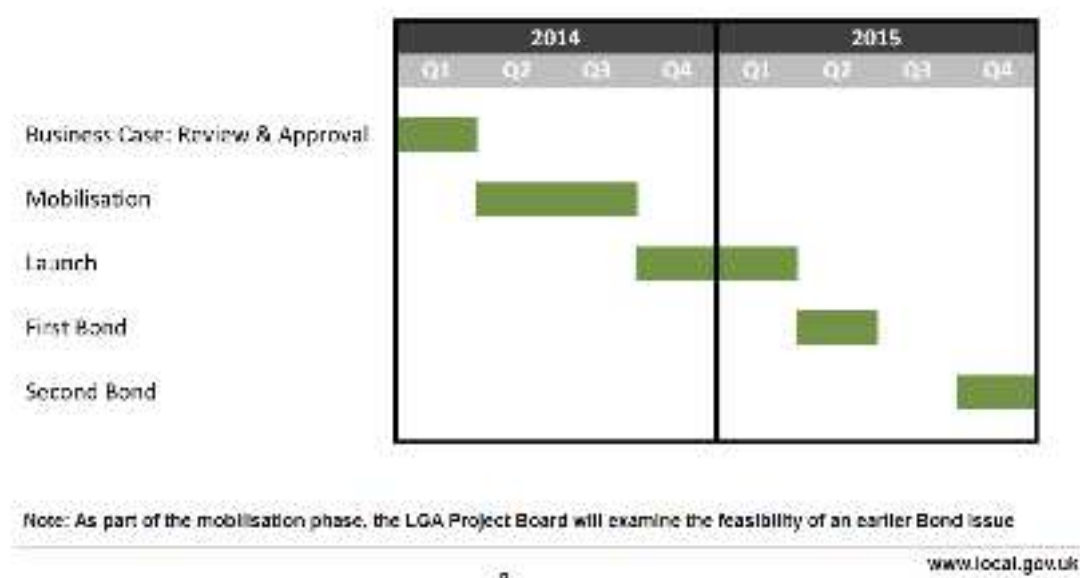 2014 2015
Q1 Q2 Q3 Q4 Q1 Q2 Q3 Q4
Business Case: Review & Approval
Mobilisation
Launch
First Bond
Second Bond
Note: As part of the mobilisation phase, the LGA Project Board will examine the feasibility of an earlier Bond issue
www.local.gov.uk